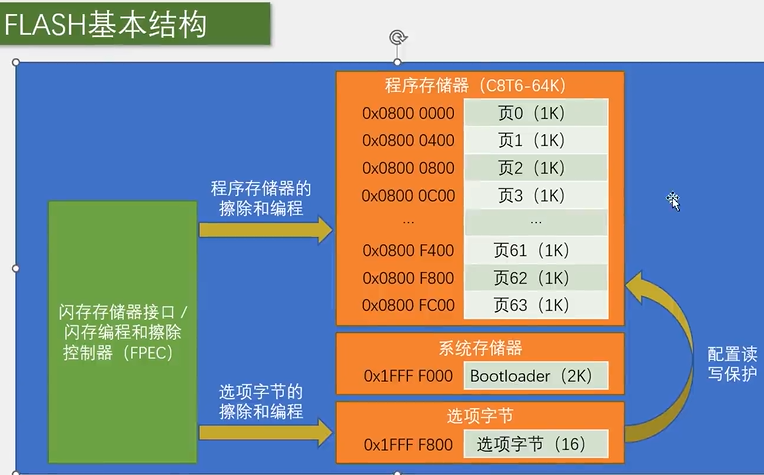 FLASH基本结构
程序存储器（C8T6-64K）
0x0800 0000 页0（1K）
0x0800 0400 页1（1K）
0x0800 0800 页2（1K）
0x0800 0C00 页3（1K）
... ...
0x0800 F400 页61（1K）
0x0800 F800 页62（1K）
0x0800 FC00 页63（1K）
程序存储器的
擦除和编程
闪存存储器接口 /
闪存编程和擦除
控制器（FPEC）
系统存储器
0x1FFF F000 Bootloader（2K）
配置读
写保护
选项字节的
擦除和编程
选项字节
0x1FFF F800 选项字节（16）